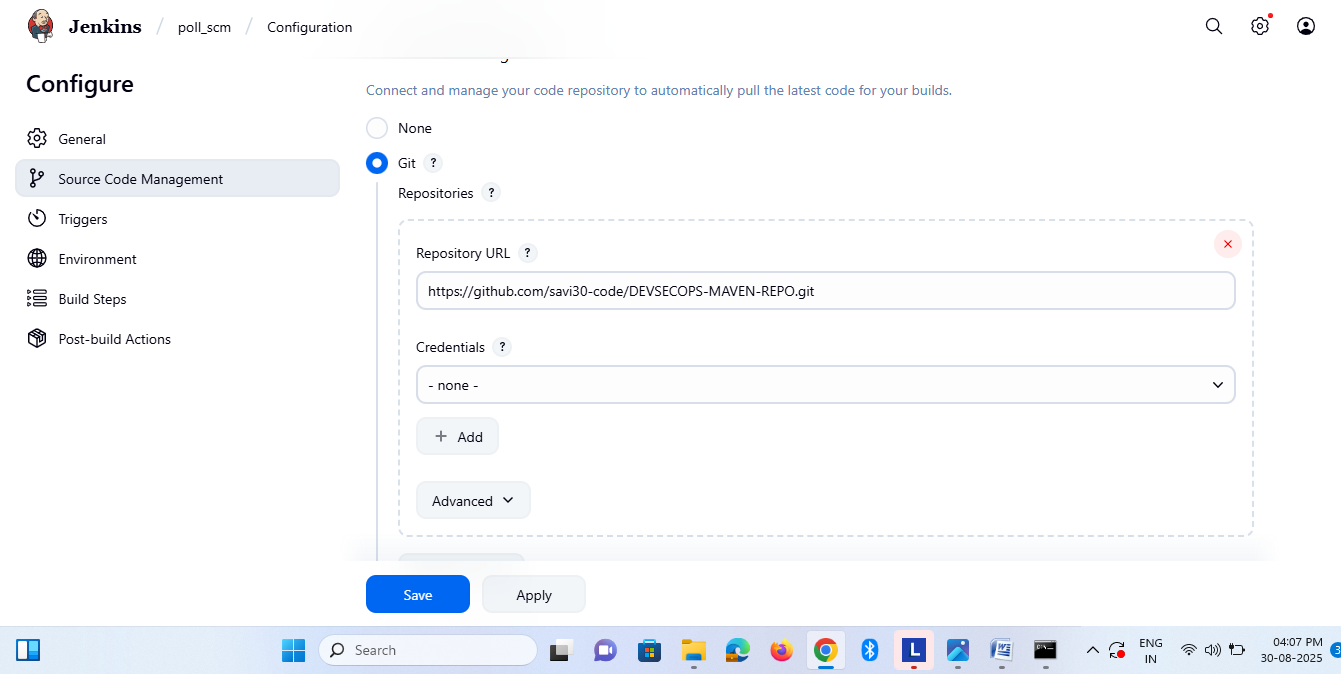 Jenkins / poll_scm / Configuration
Configure
General
Source Code Management
Triggers
Environment
Build Steps
Post-build Actions
Connect and manage your code repository to automatically pull the latest code for your builds.
None
Git ?
Repositories ?
Repository URL ?
https://github.com/savi30-code/DEVSECOPS-MAVEN-REPO.git
Credentials ?
- none -
+ Add
Advanced
Save
Apply
Search
L
ENG
IN
04:07 PM
30-08-2025
3